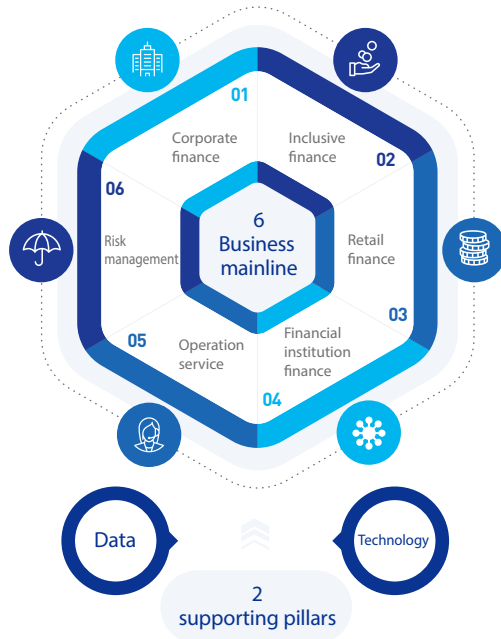 01
Corporate
finance
Inclusive
finance
02
06
6
Business
mainline
Risk
management
Retail
finance
05
03
Operation
service
Financial
institution
finance
04
Data
Technology
2
supporting pillars